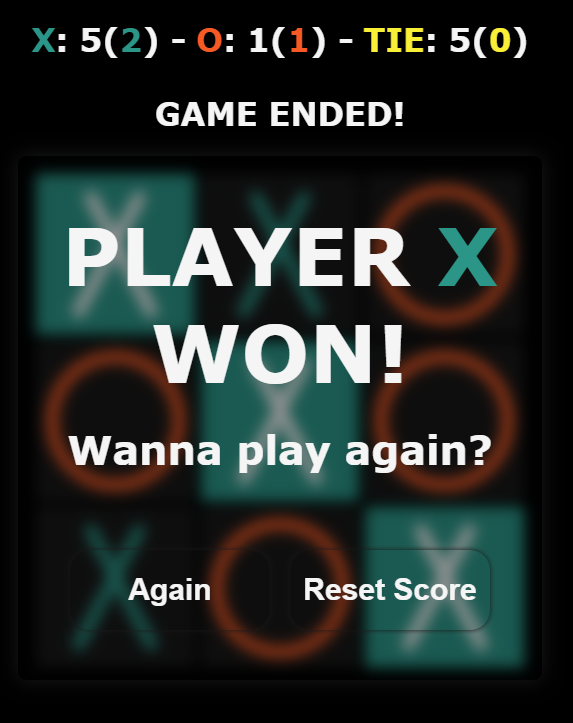 X: 5(2) - O: 1(1) - TIE: 5(0)
GAME ENDED!
PLAYER X
WON!
Wanna play again?
Again Reset Score